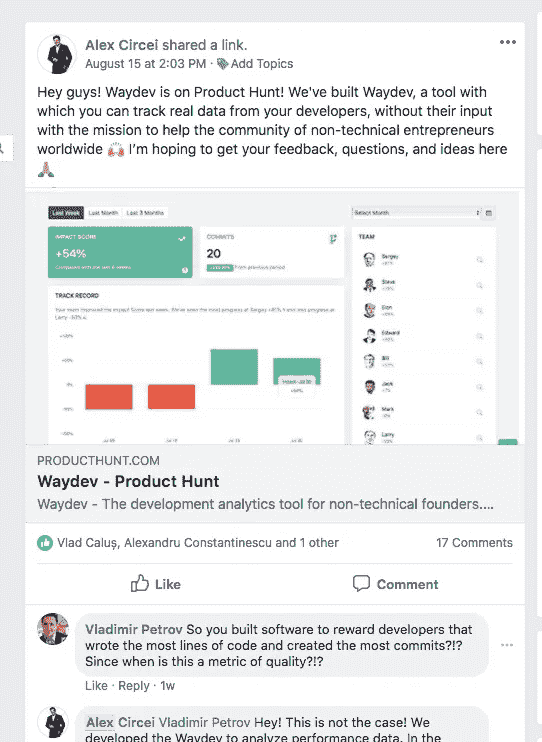 Alex Circei shared a link.
August 15 at 2:03 PM · Add Topics
Hey guys! Waydev is on Product Hunt! We've built Waydev, a tool with
which you can track real data from your developers, without their input
with the mission to help the community of non-technical entrepreneurs
worldwide 🙌 I'm hoping to get your feedback, questions, and ideas here
🙏
Last Week Last Month Last 3 Months
Select Month
IMPACT SCORE
+54%
COMMITS
20
from previous period
TEAM
Sergey
Steve
Dan
Edward
Bill
Jack
Mark
Larry
TRACK RECORD
PRODUCTHUNT.COM
Waydev - Product Hunt
Waydev - The development analytics tool for non-technical founders....
Vlad Caluș, Alexandru Constantinescu and 1 other 17 Comments
Like Comment
Vladimir Petrov So you built software to reward developers that
wrote the most lines of code and created the most commits?!?
Since when is this a metric of quality?!?
Like · Reply · 1w
Alex Circei Vladimir Petrov Hey! This is not the case! We
developed the Waydev to analyze performance data. In the